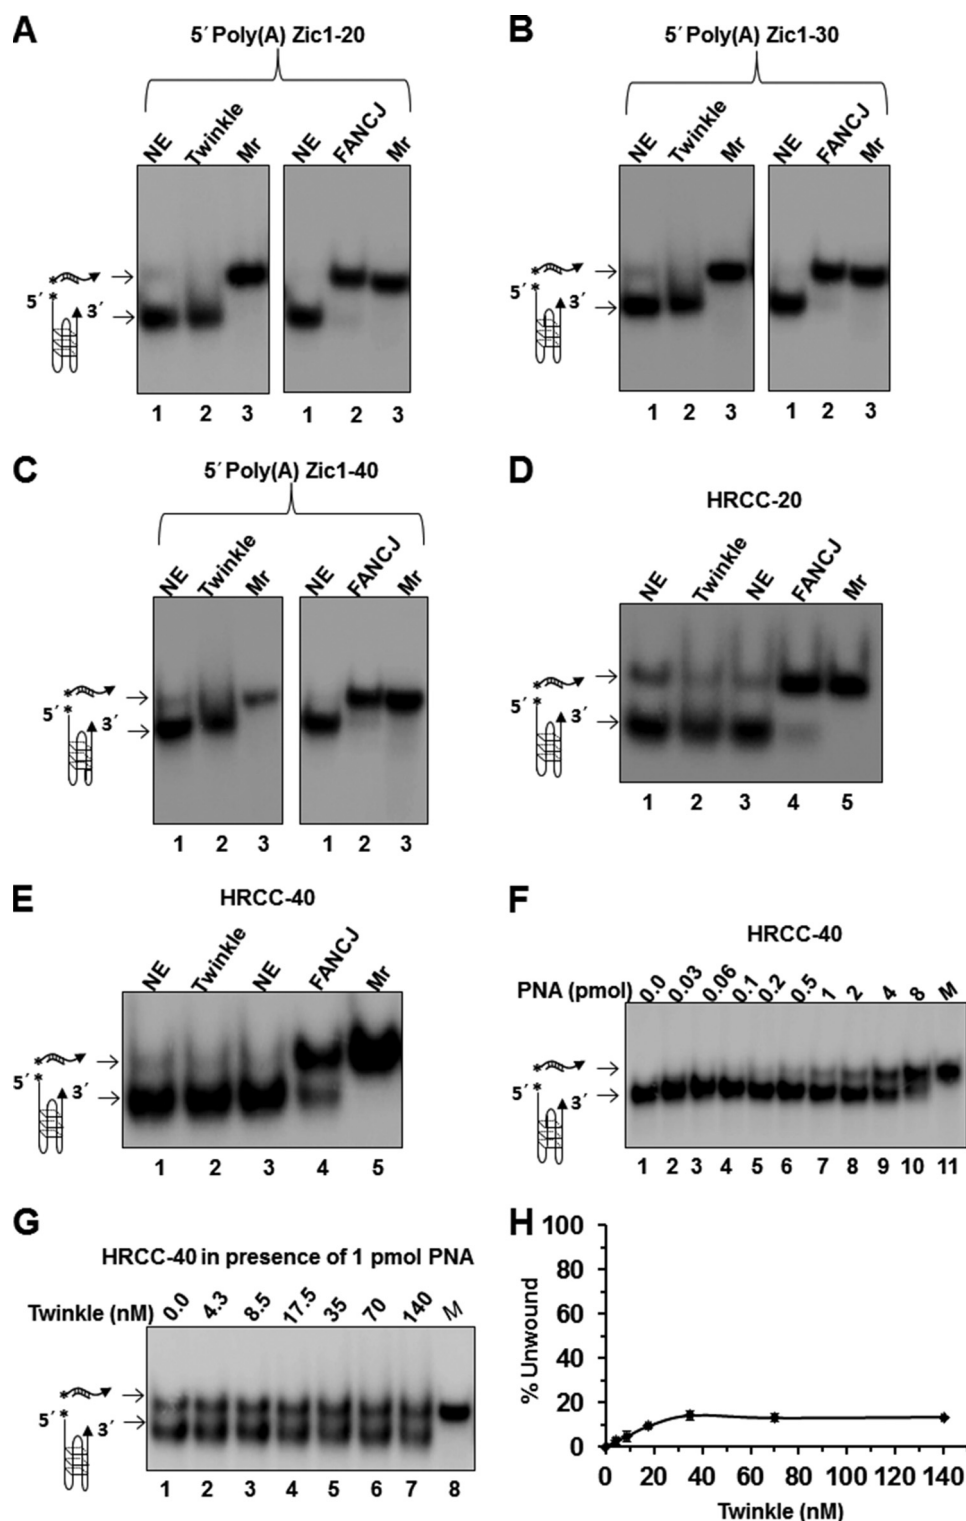 A
5´ Poly(A) Zic1-20
NE Twinkle Mr NE FANCJ Mr
*
5´ * 3´
1 2 3 1 2 3
B
5´ Poly(A) Zic1-30
NE Twinkle Mr NE FANCJ Mr
*
5´ * 3´
1 2 3 1 2 3
C
5´ Poly(A) Zic1-40
NE Twinkle Mr NE FANCJ Mr
*
5´ * 3´
1 2 3 1 2 3
D
HRCC-20
NE Twinkle NE FANCJ Mr
*
5´ * 3´
1 2 3 4 5
E
HRCC-40
NE Twinkle NE FANCJ Mr
*
5´ * 3´
1 2 3 4 5
F
HRCC-40
PNA (pmol) 0.0 0.03 0.06 0.1 0.2 0.5 1 2 4 8 M
*
5´ * 3´
1 2 3 4 5 6 7 8 9 10 11
G
HRCC-40 in presence of 1 pmol PNA
Twinkle (nM) 0.0 4.3 8.5 17.5 35 70 140 M
*
5´ * 3´
1 2 3 4 5 6 7 8
H
% Unwound
100
80
60
40
20
0
0 20 40 60 80 100 120 140
Twinkle (nM)